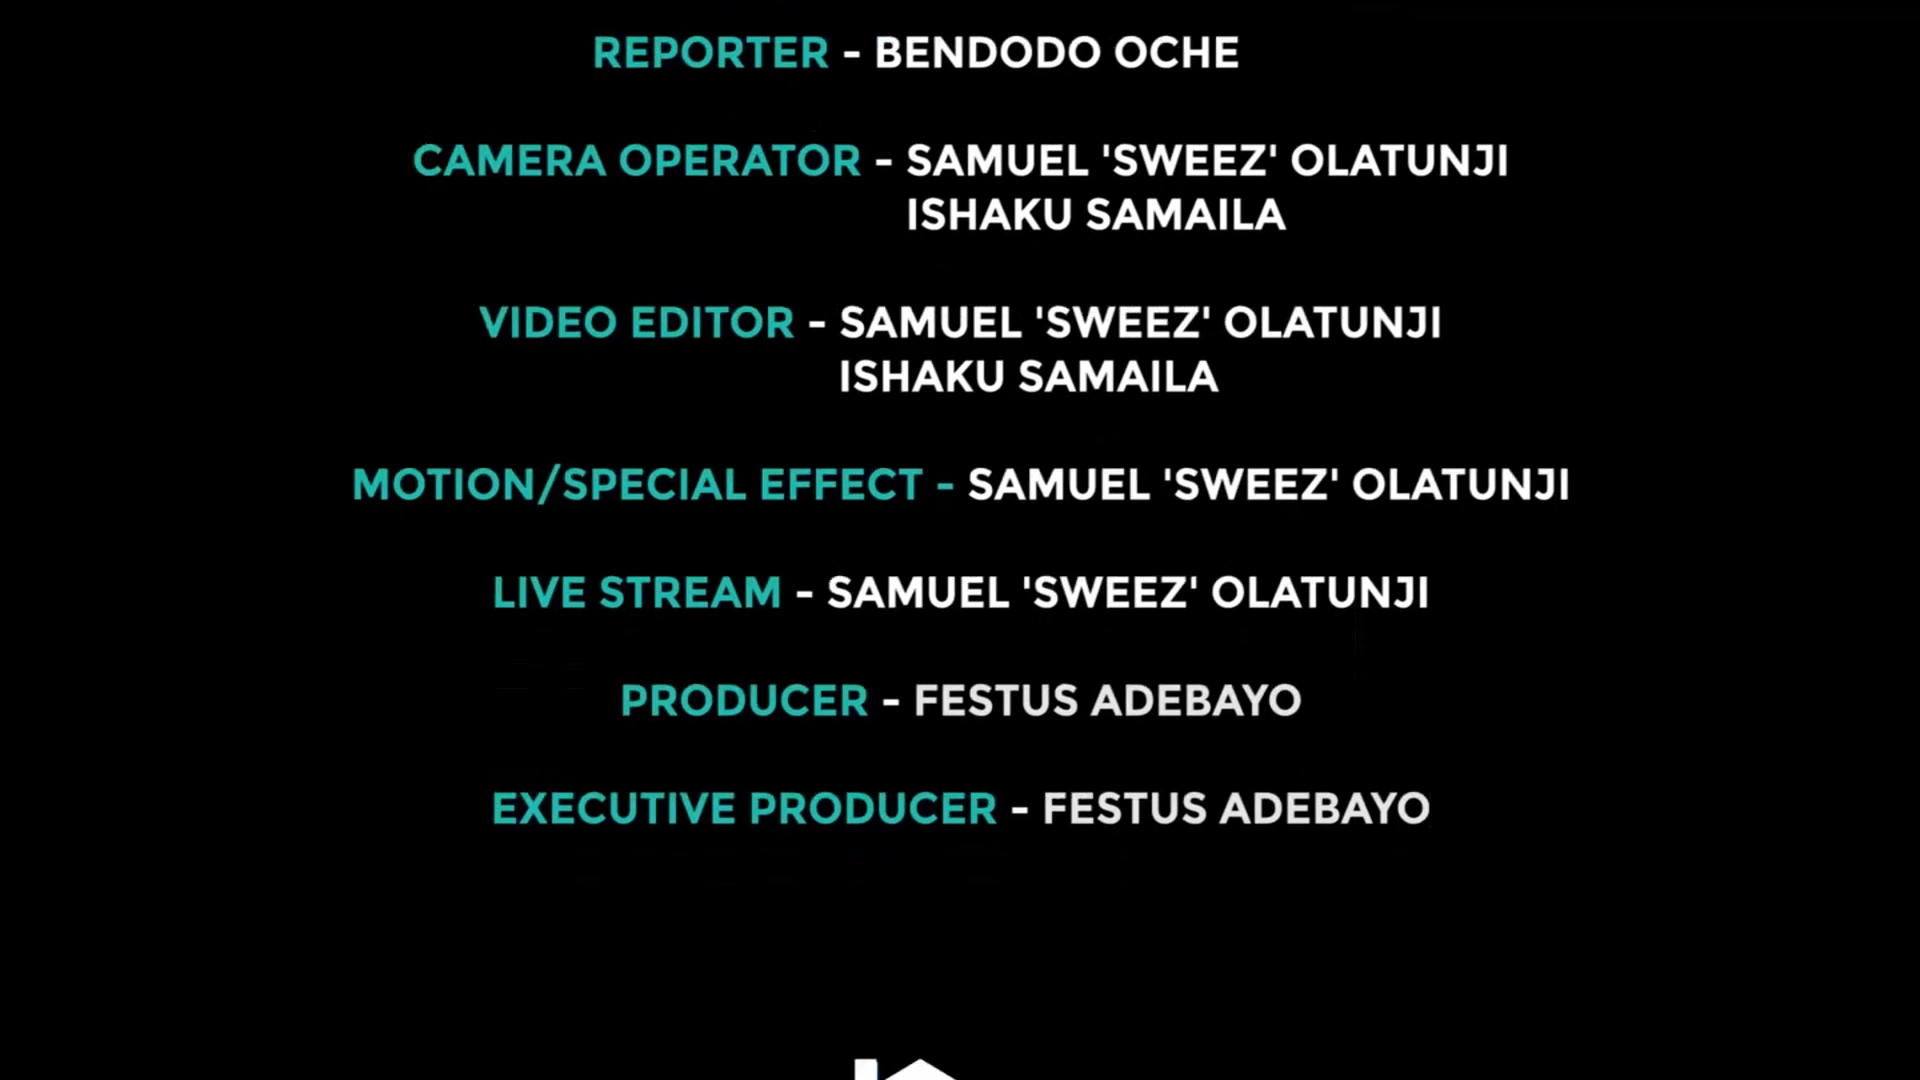 REPORTER - BENDODO OCHE
CAMERA OPERATOR - SAMUEL 'SWEEZ' OLATUNJI
ISHAKU SAMAILA
VIDEO EDITOR - SAMUEL 'SWEEZ' OLATUNJI
ISHAKU SAMAILA
MOTION/SPECIAL EFFECT - SAMUEL 'SWEEZ' OLATUNJI
LIVE STREAM - SAMUEL 'SWEEZ' OLATUNJI
PRODUCER - FESTUS ADEBAYO
EXECUTIVE PRODUCER - FESTUS ADEBAYO